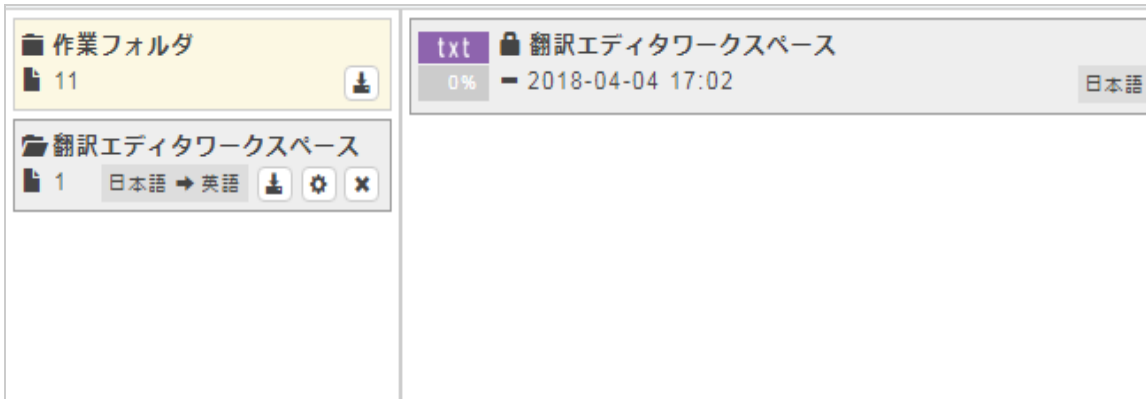 作業フォルダ
11
翻訳エディタワークスペース
1 日本語 ➡ 英語
txt 翻訳エディタワークスペース
0% 2018-04-04 17:02 日本語